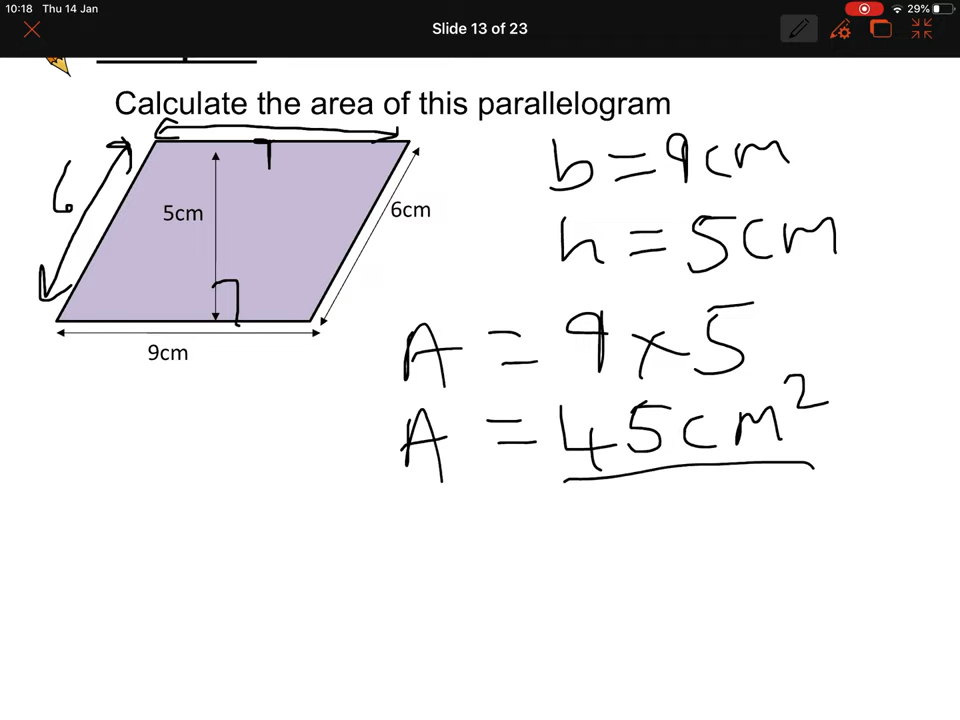 10:18 Thu 14 Jan
29%
Slide 13 of 23
Calculate the area of this parallelogram
6
5cm
6cm
9cm
b = 9cm
h = 5cm
A = 9 × 5
A = 45cm²